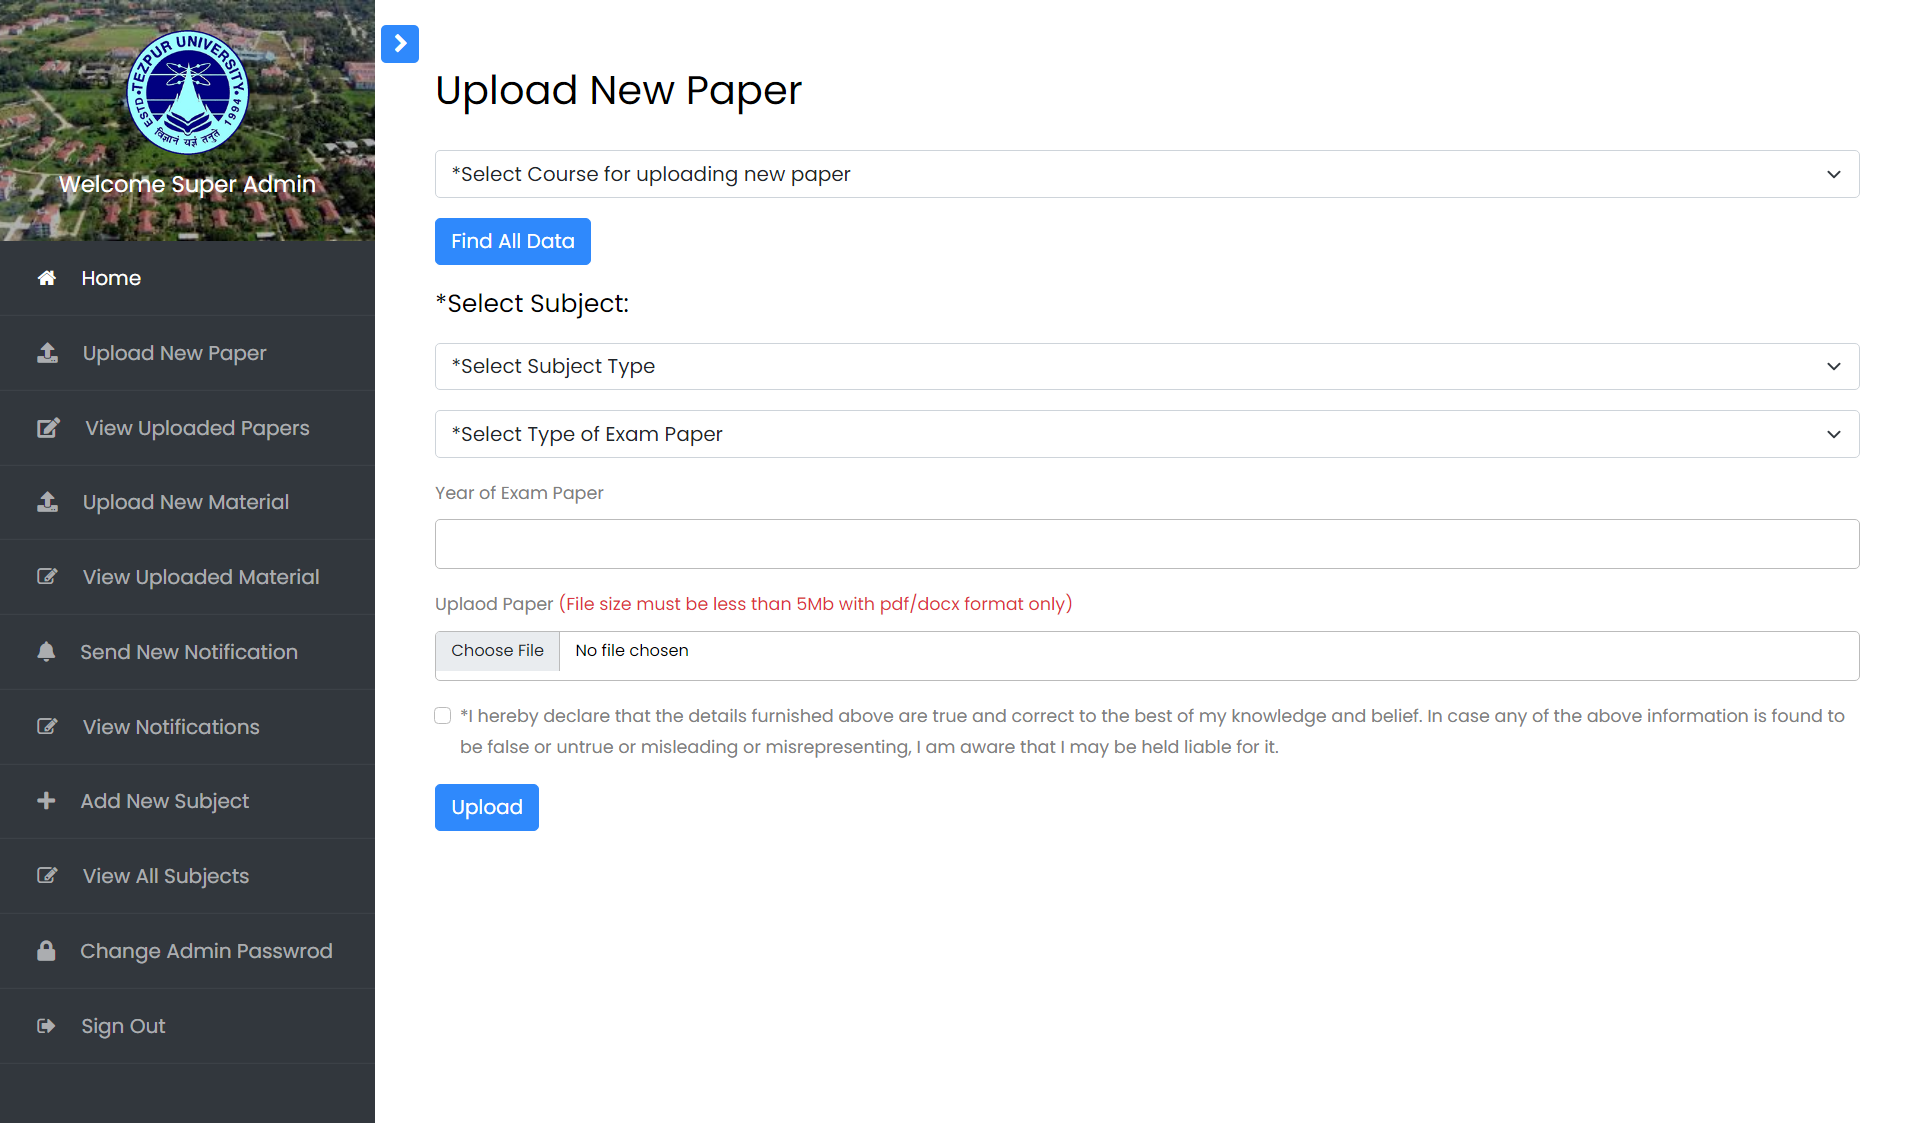 TEZPUR UNIVERSITY
ESTD 1994
विज्ञानं यज्ञं तनुते
Welcome Super Admin
Home
Upload New Paper
View Uploaded Papers
Upload New Material
View Uploaded Material
Send New Notification
View Notifications
Add New Subject
View All Subjects
Change Admin Passwrod
Sign Out
Upload New Paper
*Select Course for uploading new paper
Find All Data
*Select Subject:
*Select Subject Type
*Select Type of Exam Paper
Year of Exam Paper
Uplaod Paper (File size must be less than 5Mb with pdf/docx format only)
Choose File No file chosen
*I hereby declare that the details furnished above are true and correct to the best of my knowledge and belief. In case any of the above information is found to
be false or untrue or misleading or misrepresenting, I am aware that I may be held liable for it.
Upload